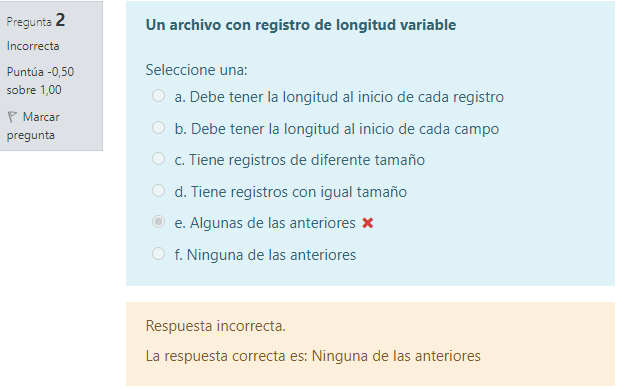 Pregunta 2
Incorrecta
Puntúa -0,50
sobre 1,00
Marcar
pregunta
Un archivo con registro de longitud variable
Seleccione una:
a. Debe tener la longitud al inicio de cada registro
b. Debe tener la longitud al inicio de cada campo
c. Tiene registros de diferente tamaño
d. Tiene registros con igual tamaño
e. Algunas de las anteriores
f. Ninguna de las anteriores
Respuesta incorrecta.
La respuesta correcta es: Ninguna de las anteriores